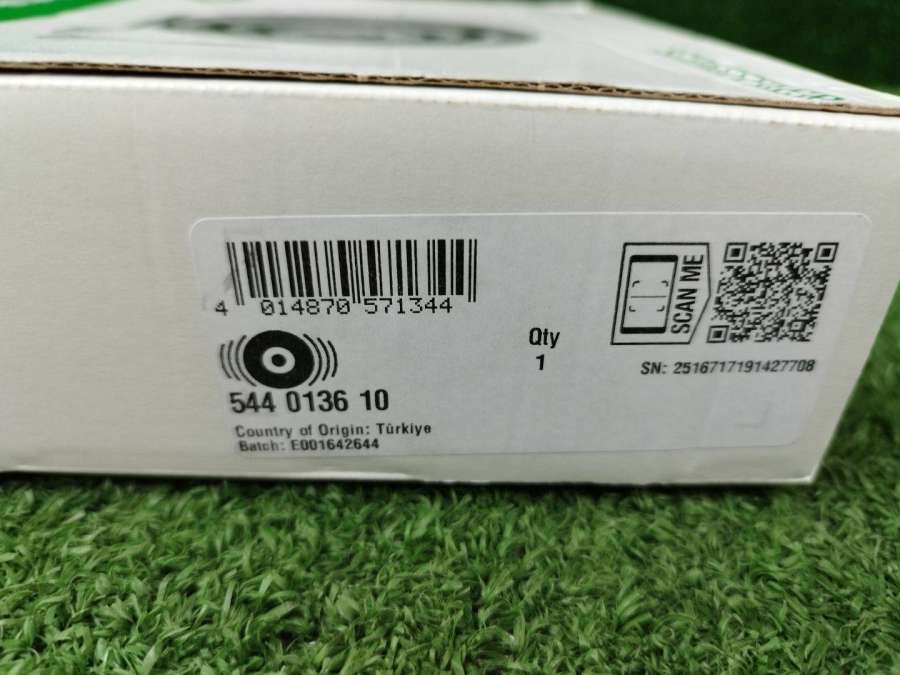 4 014870 571344
Qty
1
SCAN ME
SN: 2516717191427708
544 0136 10
Country of Origin: Türkiye
Batch: E001642644